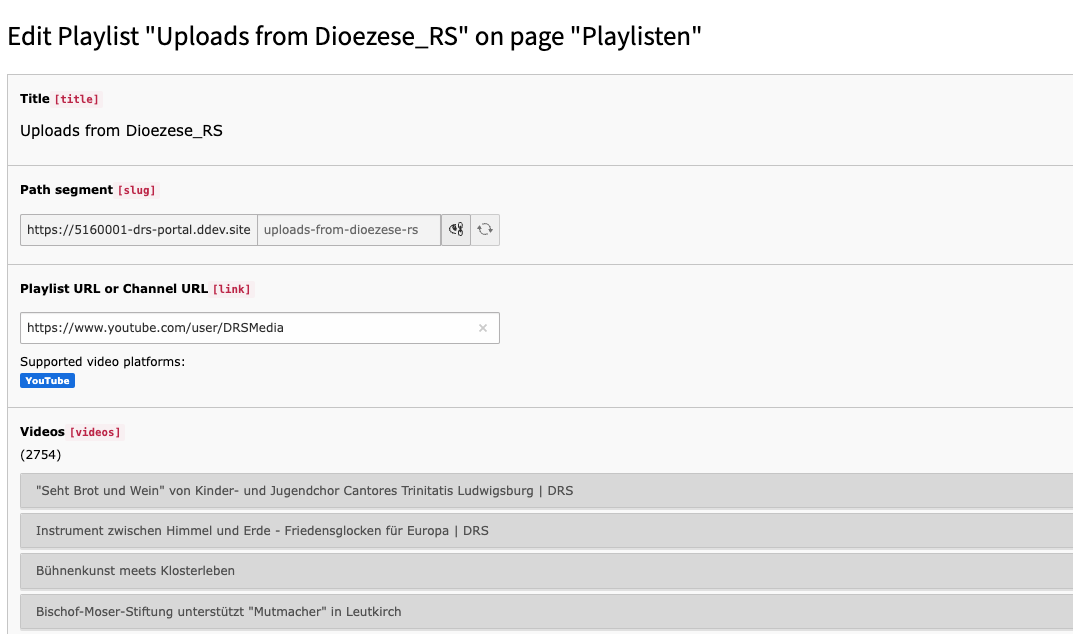 Edit Playlist "Uploads from Dioezese_RS" on page "Playlisten"
Title [title]
Uploads from Dioezese_RS
Path segment [slug]
https://5160001-drs-portal.ddev.site uploads-from-dioezese-rs
Playlist URL or Channel URL [link]
https://www.youtube.com/user/DRSMedia
Supported video platforms:
YouTube
Videos [videos]
(2754)
"Seht Brot und Wein" von Kinder- und Jugendchor Cantores Trinitatis Ludwigsburg | DRS
Instrument zwischen Himmel und Erde - Friedensglocken für Europa | DRS
Bühnenkunst meets Klosterleben
Bischof-Moser-Stiftung unterstützt "Mutmacher" in Leutkirch